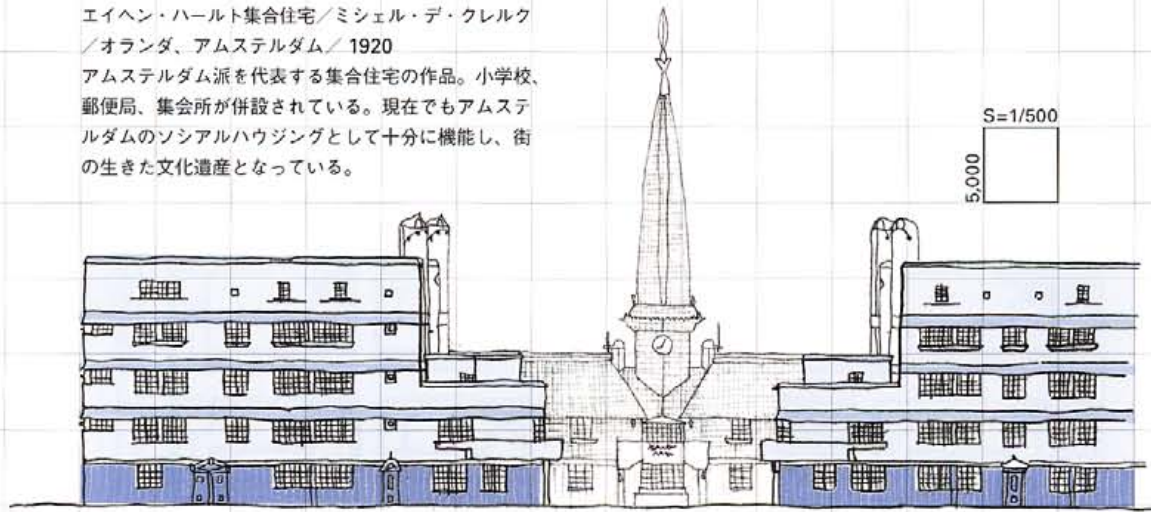 エイヘン・ハールト集合住宅／ミシェル・デ・クレルク
／オランダ、アムステルダム／ 1920
アムステルダム派を代表する集合住宅の作品。小学校、
郵便局、集会所が併設されている。現在でもアムステ
ルダムのソシアルハウジングとして十分に機能し、街
の生きた文化遺産となっている。
S=1/500
5,000